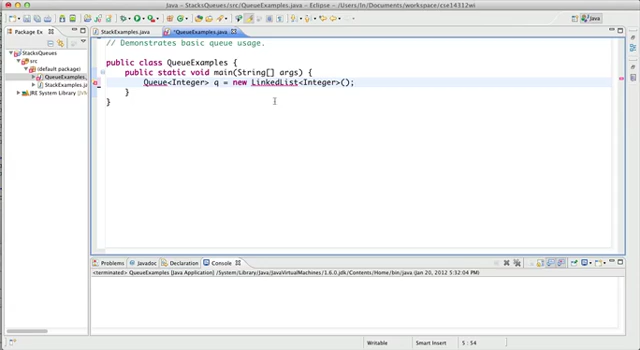 Java - StacksQueues/src/QueueExamples.java - Eclipse - /Users/ln/Documents/workspace/cse14312wi
Java
Package Ex
StackExamples.java
*QueueExamples.java
StacksQueues
src
(default package)
QueueExamples.
StackExamples.j
JRE System Library
// Demonstrates basic queue usage.
public class QueueExamples {
public static void main(String[] args) {
Queue<Integer> q = new LinkedList<Integer>();
}
}
Problems
Javadoc
Declaration
Console
<terminated> QueueExamples [Java Application] /System/Library/Java/JavaVirtualMachines/1.6.0.jdk/Contents/Home/bin/java (Jan 20, 2012 5:32:04 PM)
Writable
Smart Insert
5 : 54